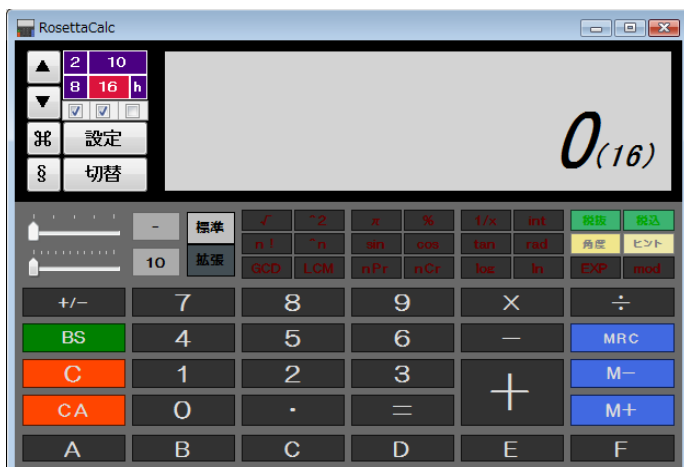 RosettaCalc
▲ 2 10
8 16 h
▼
⌘ 設定
§ 切替
0(16)
- 標準 √ ^2 π % 1/x int 税抜 税込
n! ^n sin cos tan rad 角度 ヒント
10 拡張 GCD LCM nPr nCr log ln EXP mod
+/− 7 8 9 × ÷
BS 4 5 6 − MRC
C 1 2 3 + M−
CA 0 · = M+
A B C D E F